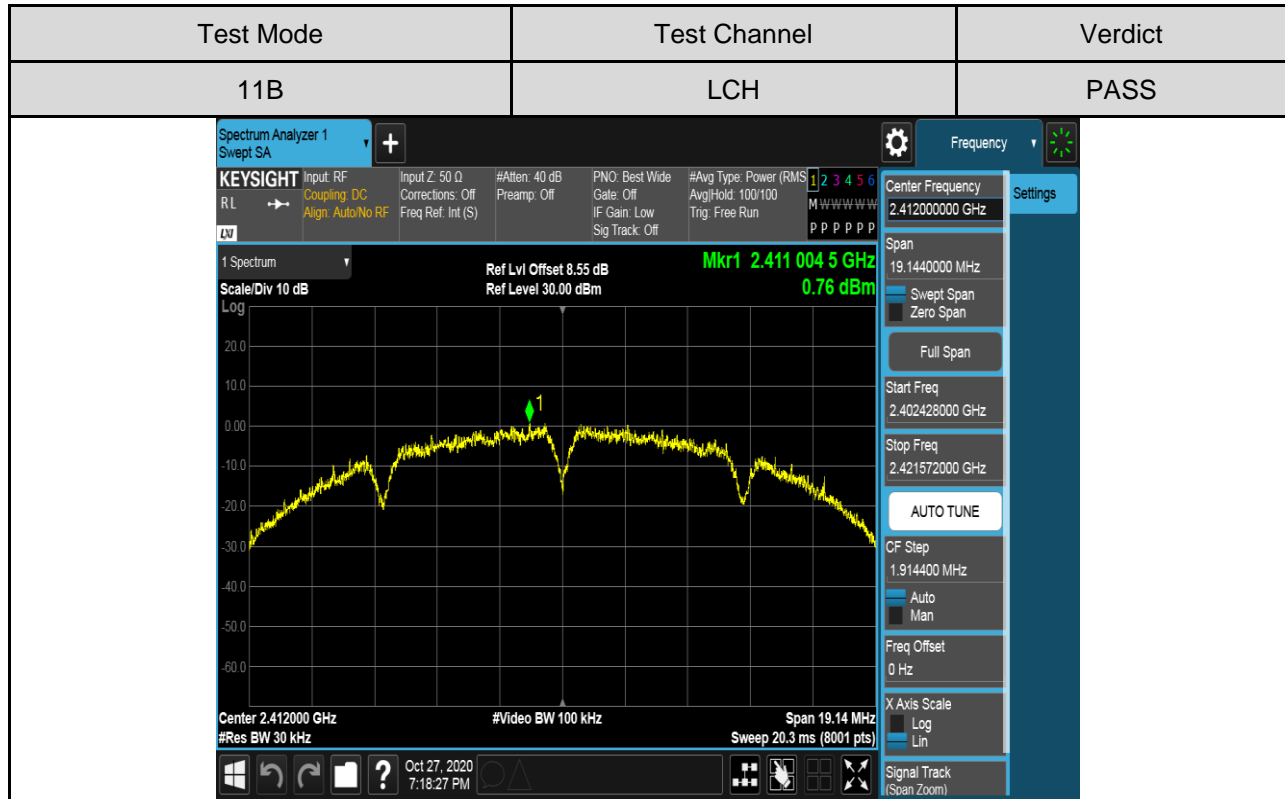 Test Mode Test Channel Verdict
11B LCH PASS
Spectrum Analyzer 1
Swept SA
+
Frequency
KEYSIGHT
RL
LXI
Input: RF
Coupling: DC
Align: Auto/No RF
Input Z: 50 Ω
Corrections: Off
Freq Ref: Int (S)
#Atten: 40 dB
Preamp: Off
PNO: Best Wide
Gate: Off
IF Gain: Low
Sig Track: Off
#Avg Type: Power (RMS
Avg|Hold: 100/100
Trig: Free Run
1 2 3 4 5 6
M W W W W W
P P P P P P
1 Spectrum
Scale/Div 10 dB
Ref Lvl Offset 8.55 dB
Ref Level 30.00 dBm
Mkr1 2.411 004 5 GHz
0.76 dBm
Log
20.0
10.0
0.00
-10.0
-20.0
-30.0
-40.0
-50.0
-60.0
1
Center 2.412000 GHz
#Res BW 30 kHz
#Video BW 100 kHz
Span 19.14 MHz
Sweep 20.3 ms (8001 pts)
Center Frequency
2.412000000 GHz
Settings
Span
19.1440000 MHz
Swept Span
Zero Span
Full Span
Start Freq
2.402428000 GHz
Stop Freq
2.421572000 GHz
AUTO TUNE
CF Step
1.914400 MHz
Auto
Man
Freq Offset
0 Hz
X Axis Scale
Log
Lin
Signal Track
(Span Zoom)
?
Oct 27, 2020
7:18:27 PM